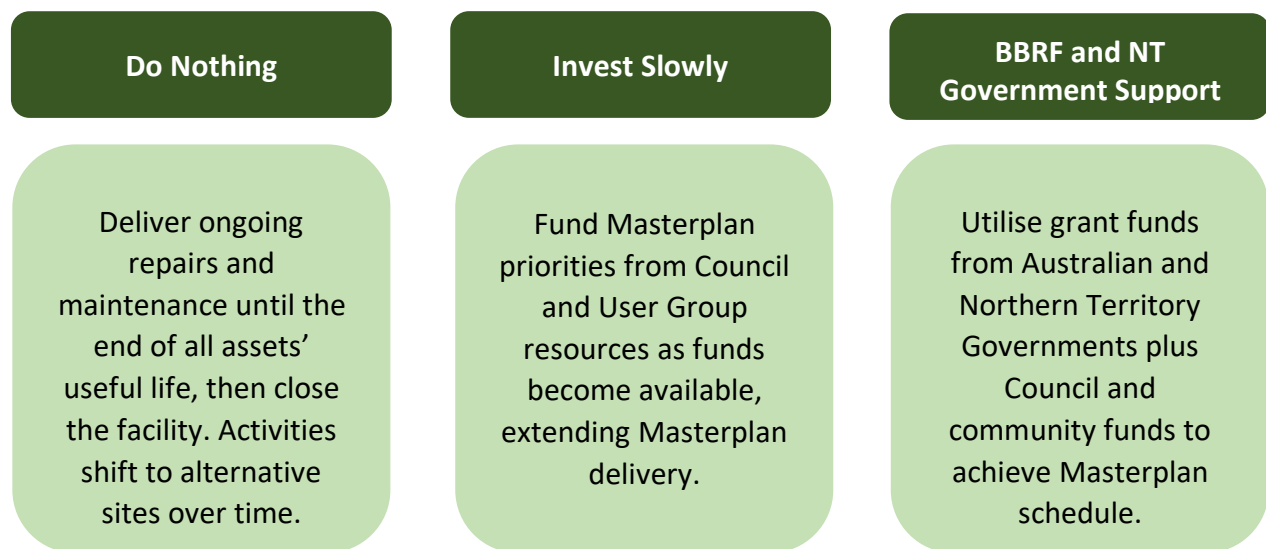 Do Nothing
Deliver ongoing
repairs and
maintenance until the
end of all assets’
useful life, then close
the facility. Activities
shift to alternative
sites over time.
Invest Slowly
Fund Masterplan
priorities from Council
and User Group
resources as funds
become available,
extending Masterplan
delivery.
BBRF and NT
Government Support
Utilise grant funds
from Australian and
Northern Territory
Governments plus
Council and
community funds to
achieve Masterplan
schedule.